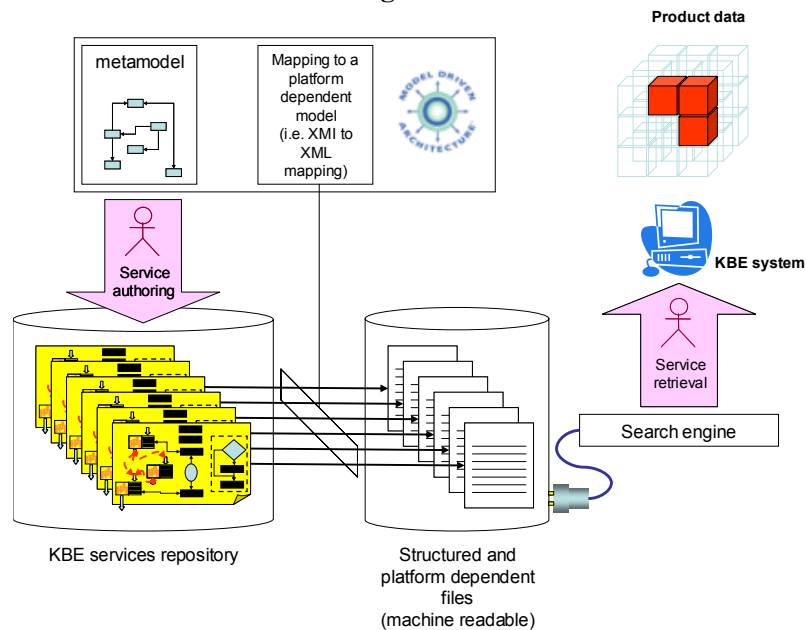 Product data
metamodel
Mapping to a
platform
dependent
model
(i.e. XMI to
XML
mapping)
MODEL DRIVEN
ARCHITECTURE
KBE system
Service
authoring
Service
retrieval
Search engine
KBE services repository
Structured and
platform dependent
files
(machine readable)